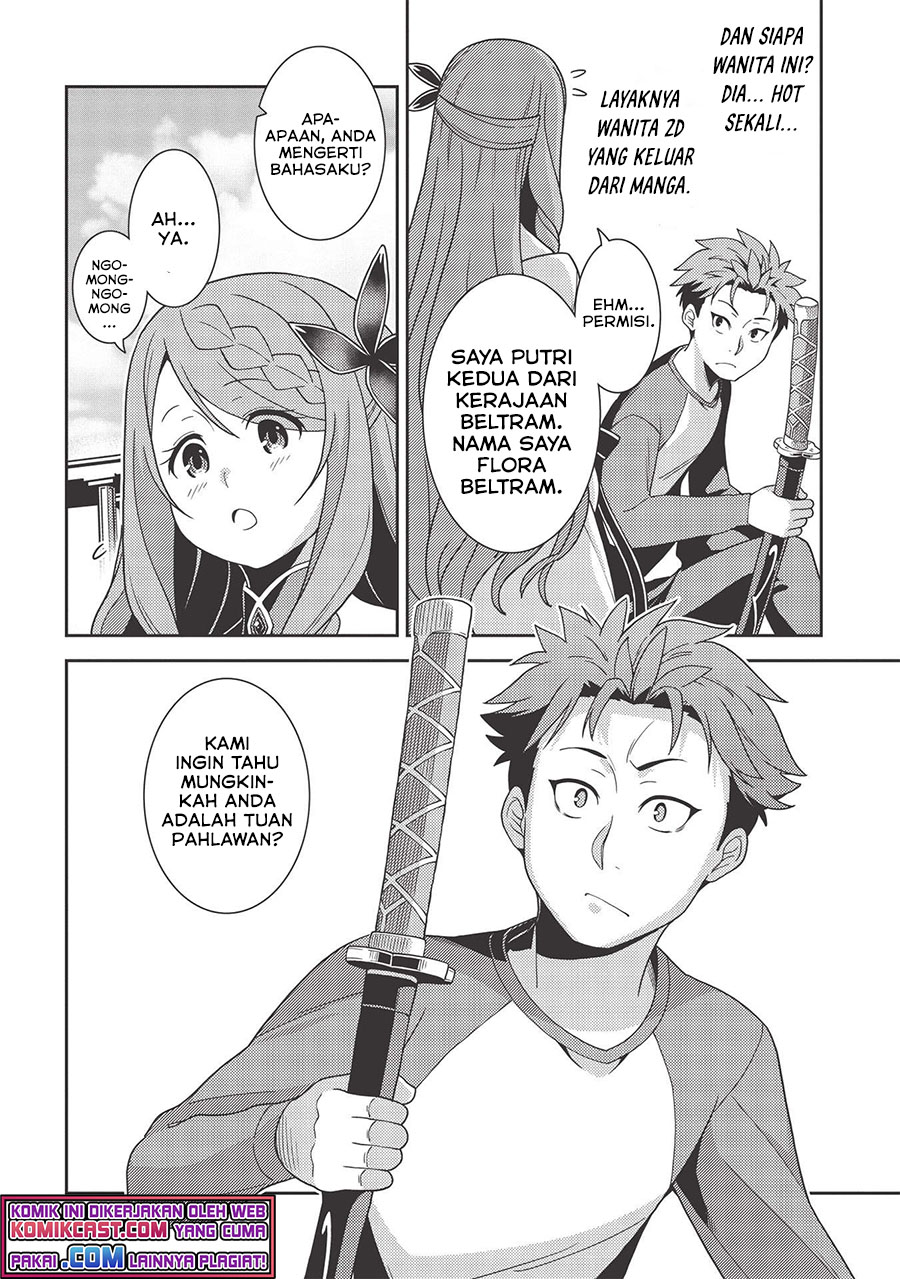 DAN SIAPA
WANITA INI?
DIA... HOT
SEKALI...
LAYAKNYA
WANITA 2D
YANG KELUAR
DARI MANGA.
EHM...
PERMISI.
SAYA PUTRI
KEDUA DARI
KERAJAAN
BELTRAM.
NAMA SAYA
FLORA
BELTRAM.
APA-
APAAN, ANDA
MENGERTI
BAHASAKU?
AH...
YA.
NGO-
MONG-
NGO-
MONG
...
KAMI
INGIN TAHU
MUNGKIN-
KAH ANDA
ADALAH TUAN
PAHLAWAN?
KOMIK INI DIKERJAKAN OLEH WEB
KOMIKCAST.COM YANG CUMA
PAKAI .COM LAINNYA PLAGIAT!